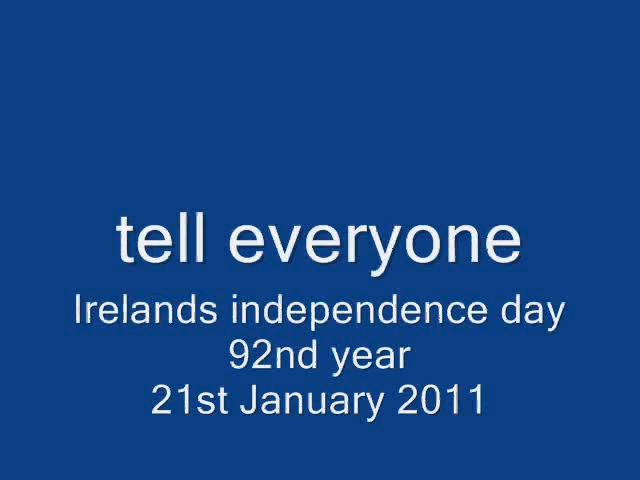 tell everyone
Irelands independence day
92nd year
21st January 2011